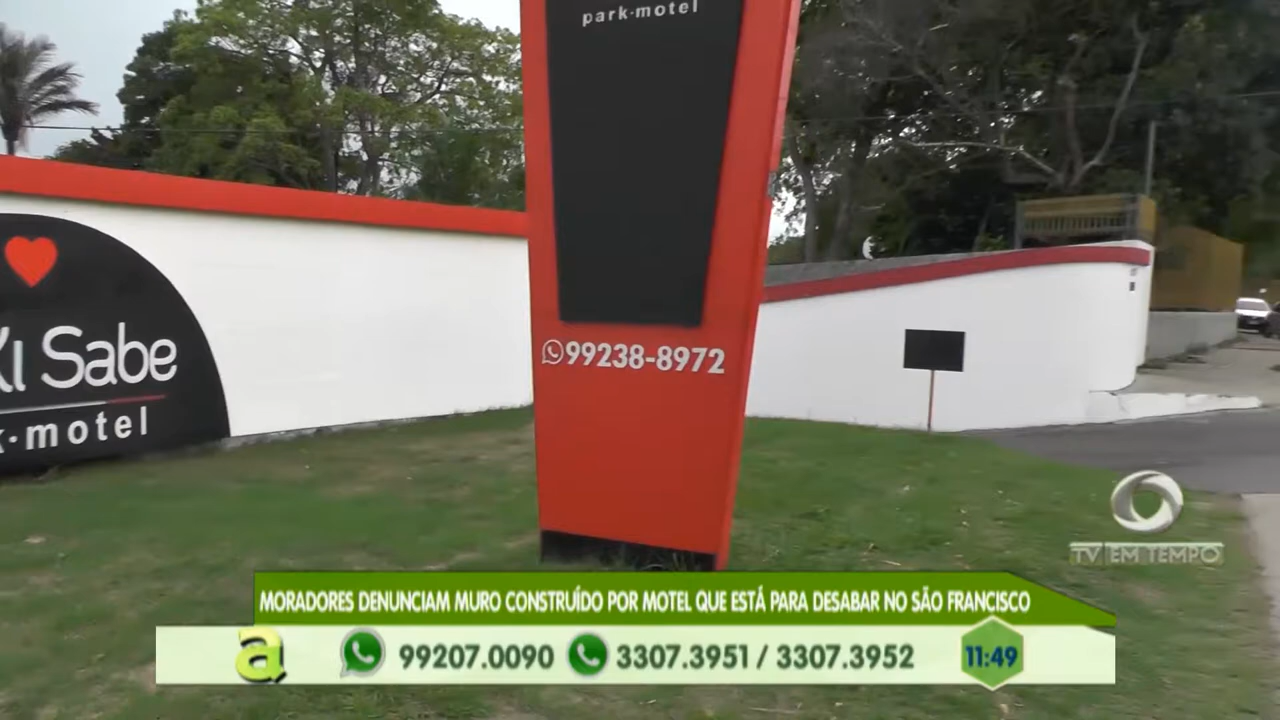 park·motel
Sabe
motel
99238-8972
TV EM TEMPO
MORADORES DENUNCIAM MURO CONSTRUÍDO POR MOTEL QUE ESTÁ PARA DESABAR NO SÃO FRANCISCO
a 99207.0090 3307.3951 / 3307.3952 11:49